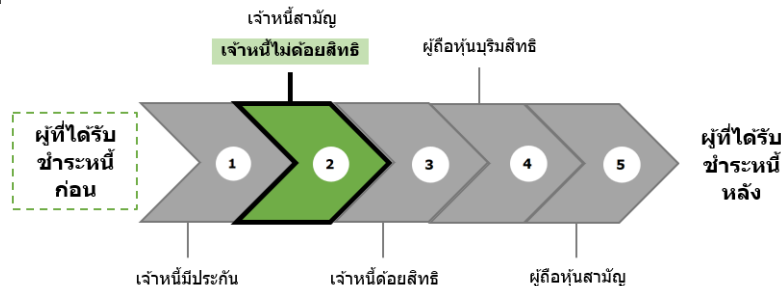 เจ้าหนี้สามัญ
เจ้าหนี้ไม่ด้อยสิทธิ
ผู้ถือหุ้นบุริมสิทธิ
ผู้ที่ได้รับ
ชำระหนี้
ก่อน
1
2
3
4
5
ผู้ที่ได้รับ
ชำระหนี้
หลัง
เจ้าหนี้มีประกัน
เจ้าหนี้ด้อยสิทธิ
ผู้ถือหุ้นสามัญ